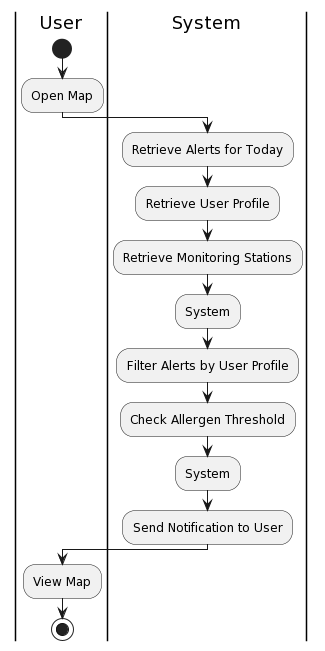 User
System
Open Map
Retrieve Alerts for Today
Retrieve User Profile
Retrieve Monitoring Stations
System
Filter Alerts by User Profile
Check Allergen Threshold
System
Send Notification to User
View Map